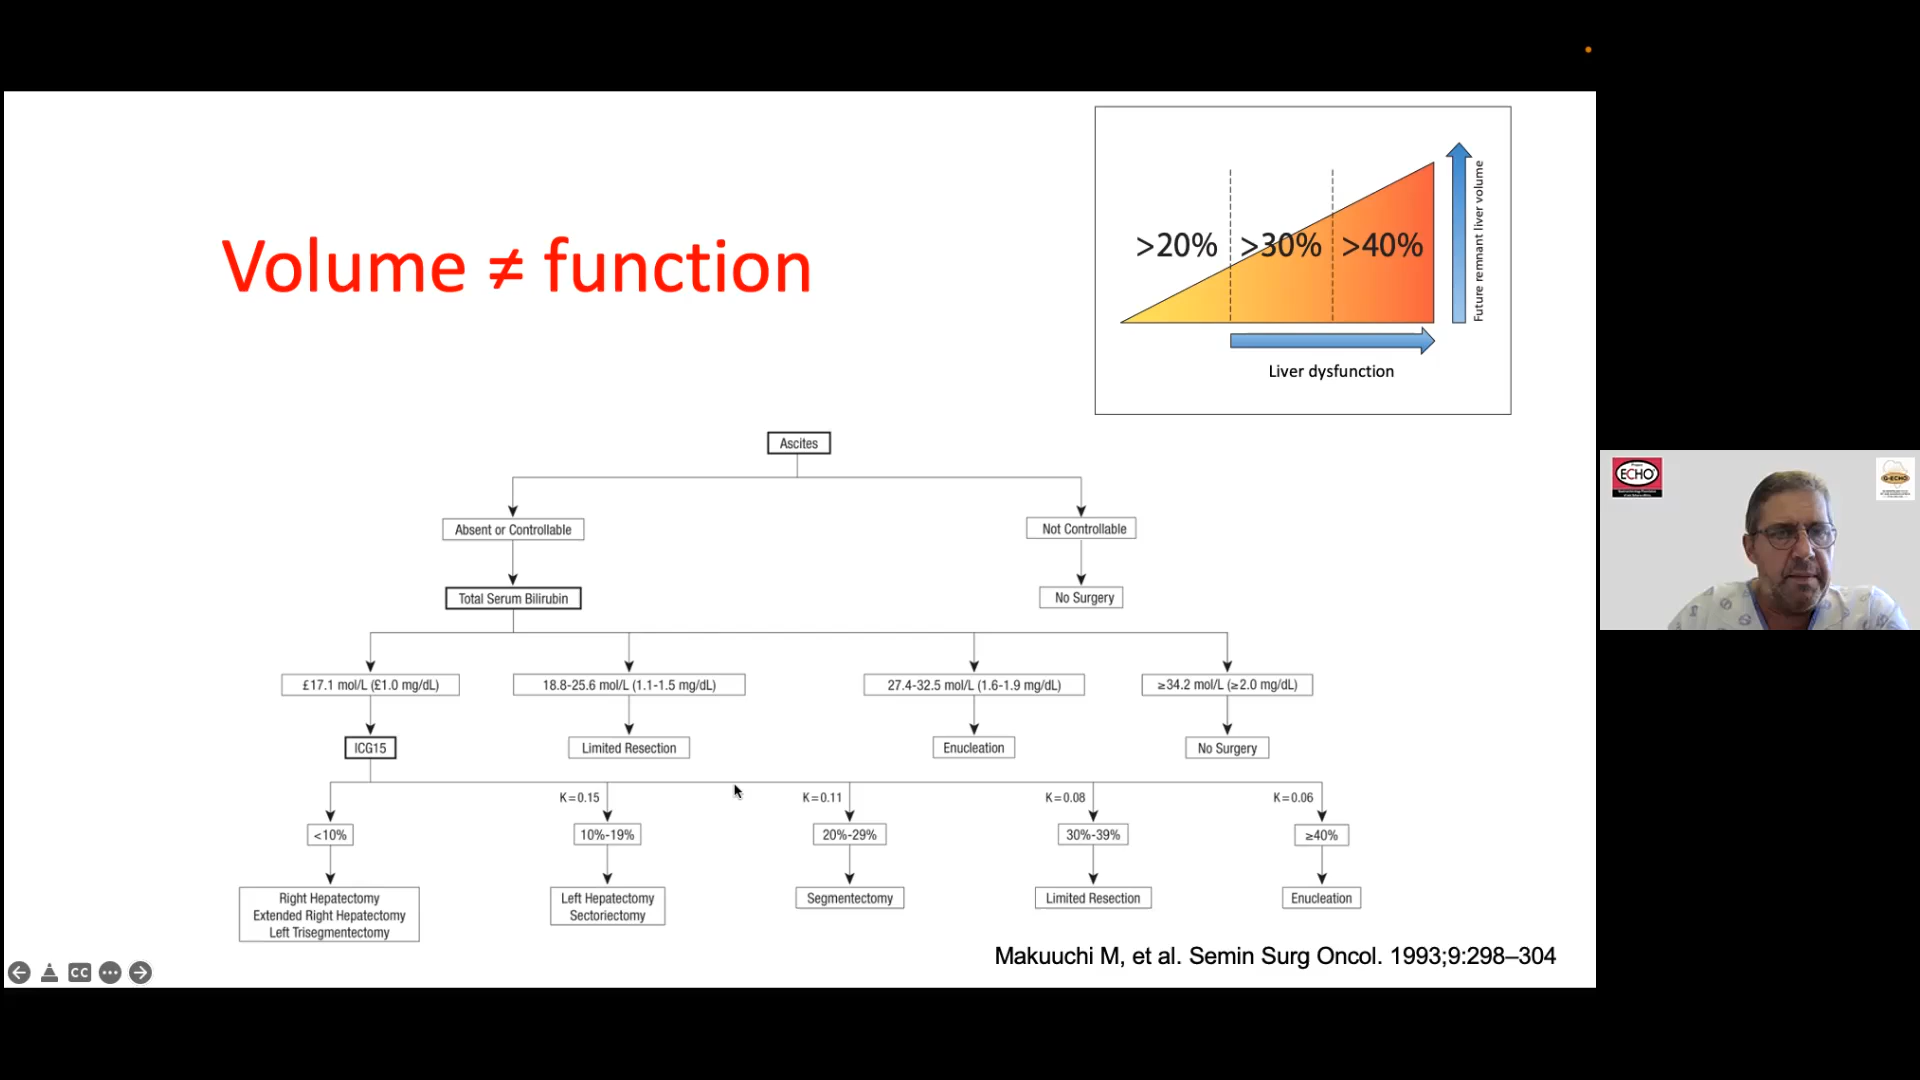 Volume ≠ function
>20%
>30%
>40%
Future remnant liver volume
Liver dysfunction
Ascites
Absent or Controllable
Not Controllable
Total Serum Bilirubin
No Surgery
£17.1 mol/L (£1.0 mg/dL)
18.8-25.6 mol/L (1.1-1.5 mg/dL)
27.4-32.5 mol/L (1.6-1.9 mg/dL)
≥34.2 mol/L (≥2.0 mg/dL)
ICG15
Limited Resection
Enucleation
No Surgery
K=0.15
K=0.11
K=0.08
K=0.06
<10%
10%-19%
20%-29%
30%-39%
≥40%
Right Hepatectomy
Extended Right Hepatectomy
Left Trisegmentectomy
Left Hepatectomy
Sectoriectomy
Segmentectomy
Limited Resection
Enucleation
Makuuchi M, et al. Semin Surg Oncol. 1993;9:298–304
CC
ECHO
G-ECHO